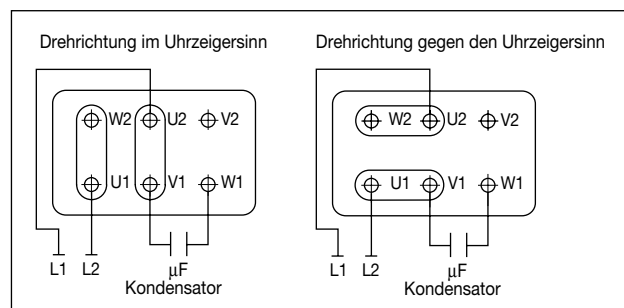 Drehrichtung im Uhrzeigersinn
W2 U2 V2
U1 V1 W1
L1 L2
µF
Kondensator
Drehrichtung gegen den Uhrzeigersinn
W2 U2 V2
U1 V1 W1
L1 L2
µF
Kondensator